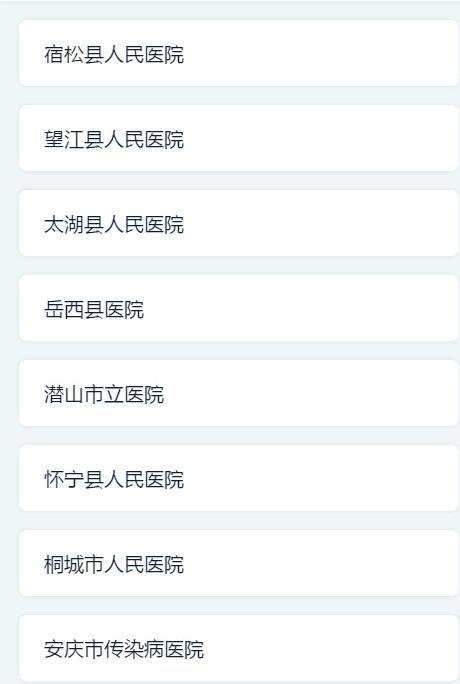 宿松县人民医院
望江县人民医院
太湖县人民医院
岳西县医院
潜山市立医院
怀宁县人民医院
桐城市人民医院
安庆市传染病医院